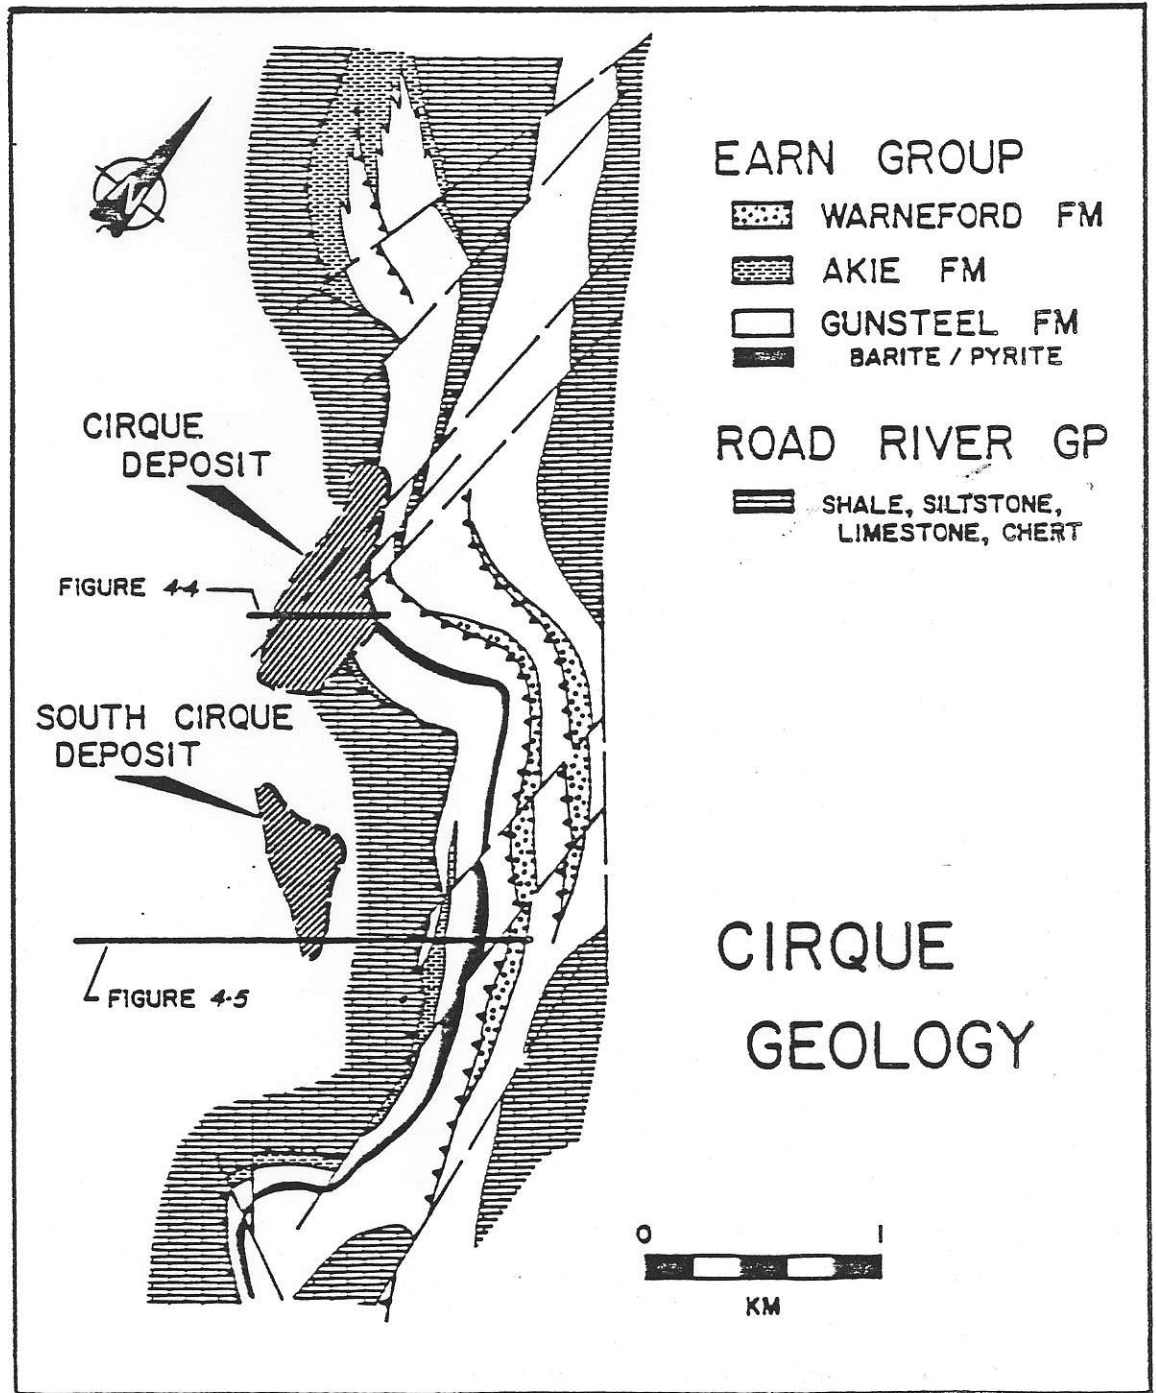 EARN GROUP
WARNEFORD FM
AKIE FM
GUNSTEEL FM
BARITE / PYRITE
ROAD RIVER GP
SHALE, SILTSTONE,
LIMESTONE, CHERT
CIRQUE
DEPOSIT
FIGURE 4-4
SOUTH CIRQUE
DEPOSIT
FIGURE 4-5
CIRQUE
GEOLOGY
0 1
KM